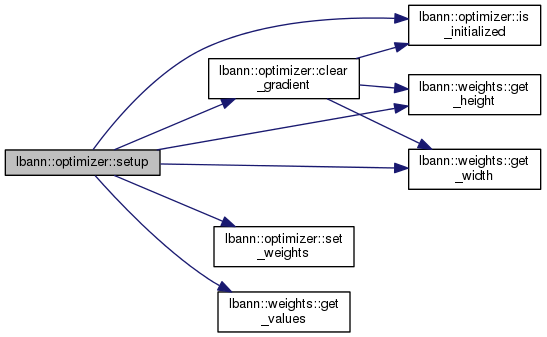 lbann::optimizer::setup
lbann::optimizer::clear
_gradient
lbann::optimizer::is
_initialized
lbann::weights::get
_height
lbann::weights::get
_width
lbann::optimizer::set
_weights
lbann::weights::get
_values